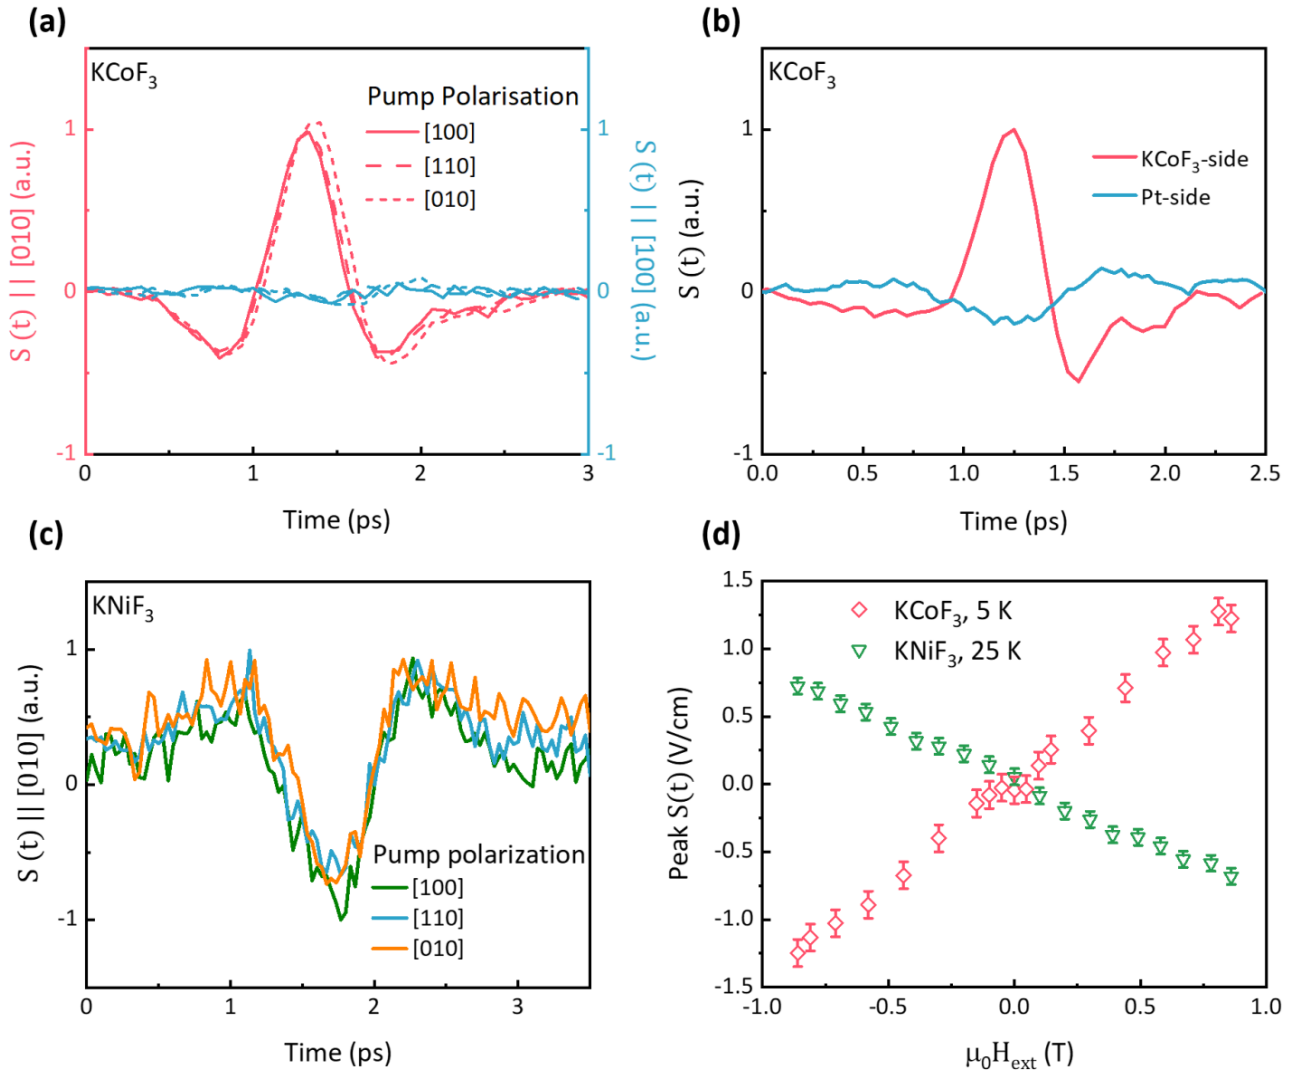 (a)
KCoF₃
Pump Polarisation
[100]
[110]
[010]
S (t) || [010] (a.u.)
1
0
-1
S (t) || [100] (a.u.)
1
0
-1
0
1
2
3
Time (ps)
(b)
KCoF₃
KCoF₃-side
Pt-side
S (t) (a.u.)
1
0
-1
0.0
0.5
1.0
1.5
2.0
2.5
Time (ps)
(c)
KNiF₃
S (t) || [010] (a.u.)
1
0
-1
Pump polarization
[100]
[110]
[010]
0
1
2
3
Time (ps)
(d)
KCoF₃, 5 K
KNiF₃, 25 K
Peak S(t) (V/cm)
1.5
1.0
0.5
0.0
-0.5
-1.0
-1.5
-1.0
-0.5
0.0
0.5
1.0
μ₀Hₑₓₜ (T)